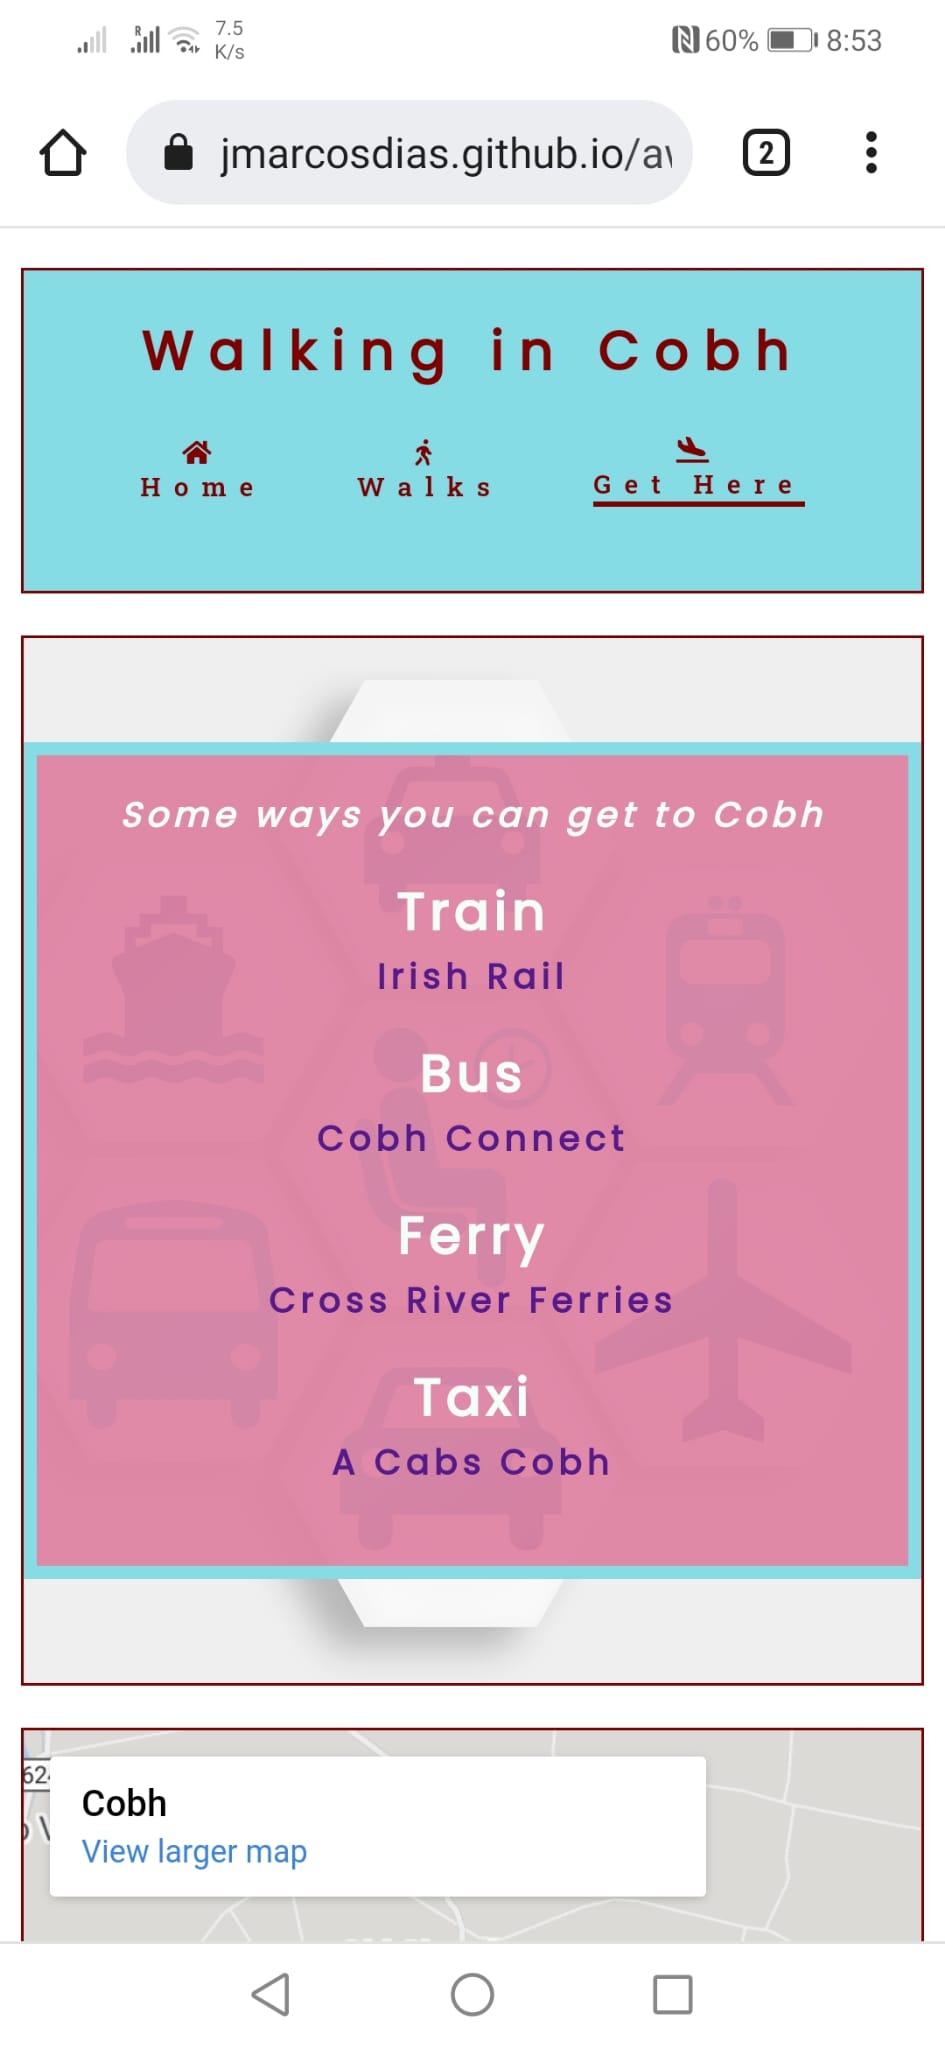 R
7.5
K/s
60%
8:53
jmarcosdias.github.io/a
2
Walking in Cobh
Home
Walks
Get Here
Some ways you can get to Cobh
Train
Irish Rail
Bus
Cobh Connect
Ferry
Cross River Ferries
Taxi
A Cabs Cobh
62
Cobh
View larger map